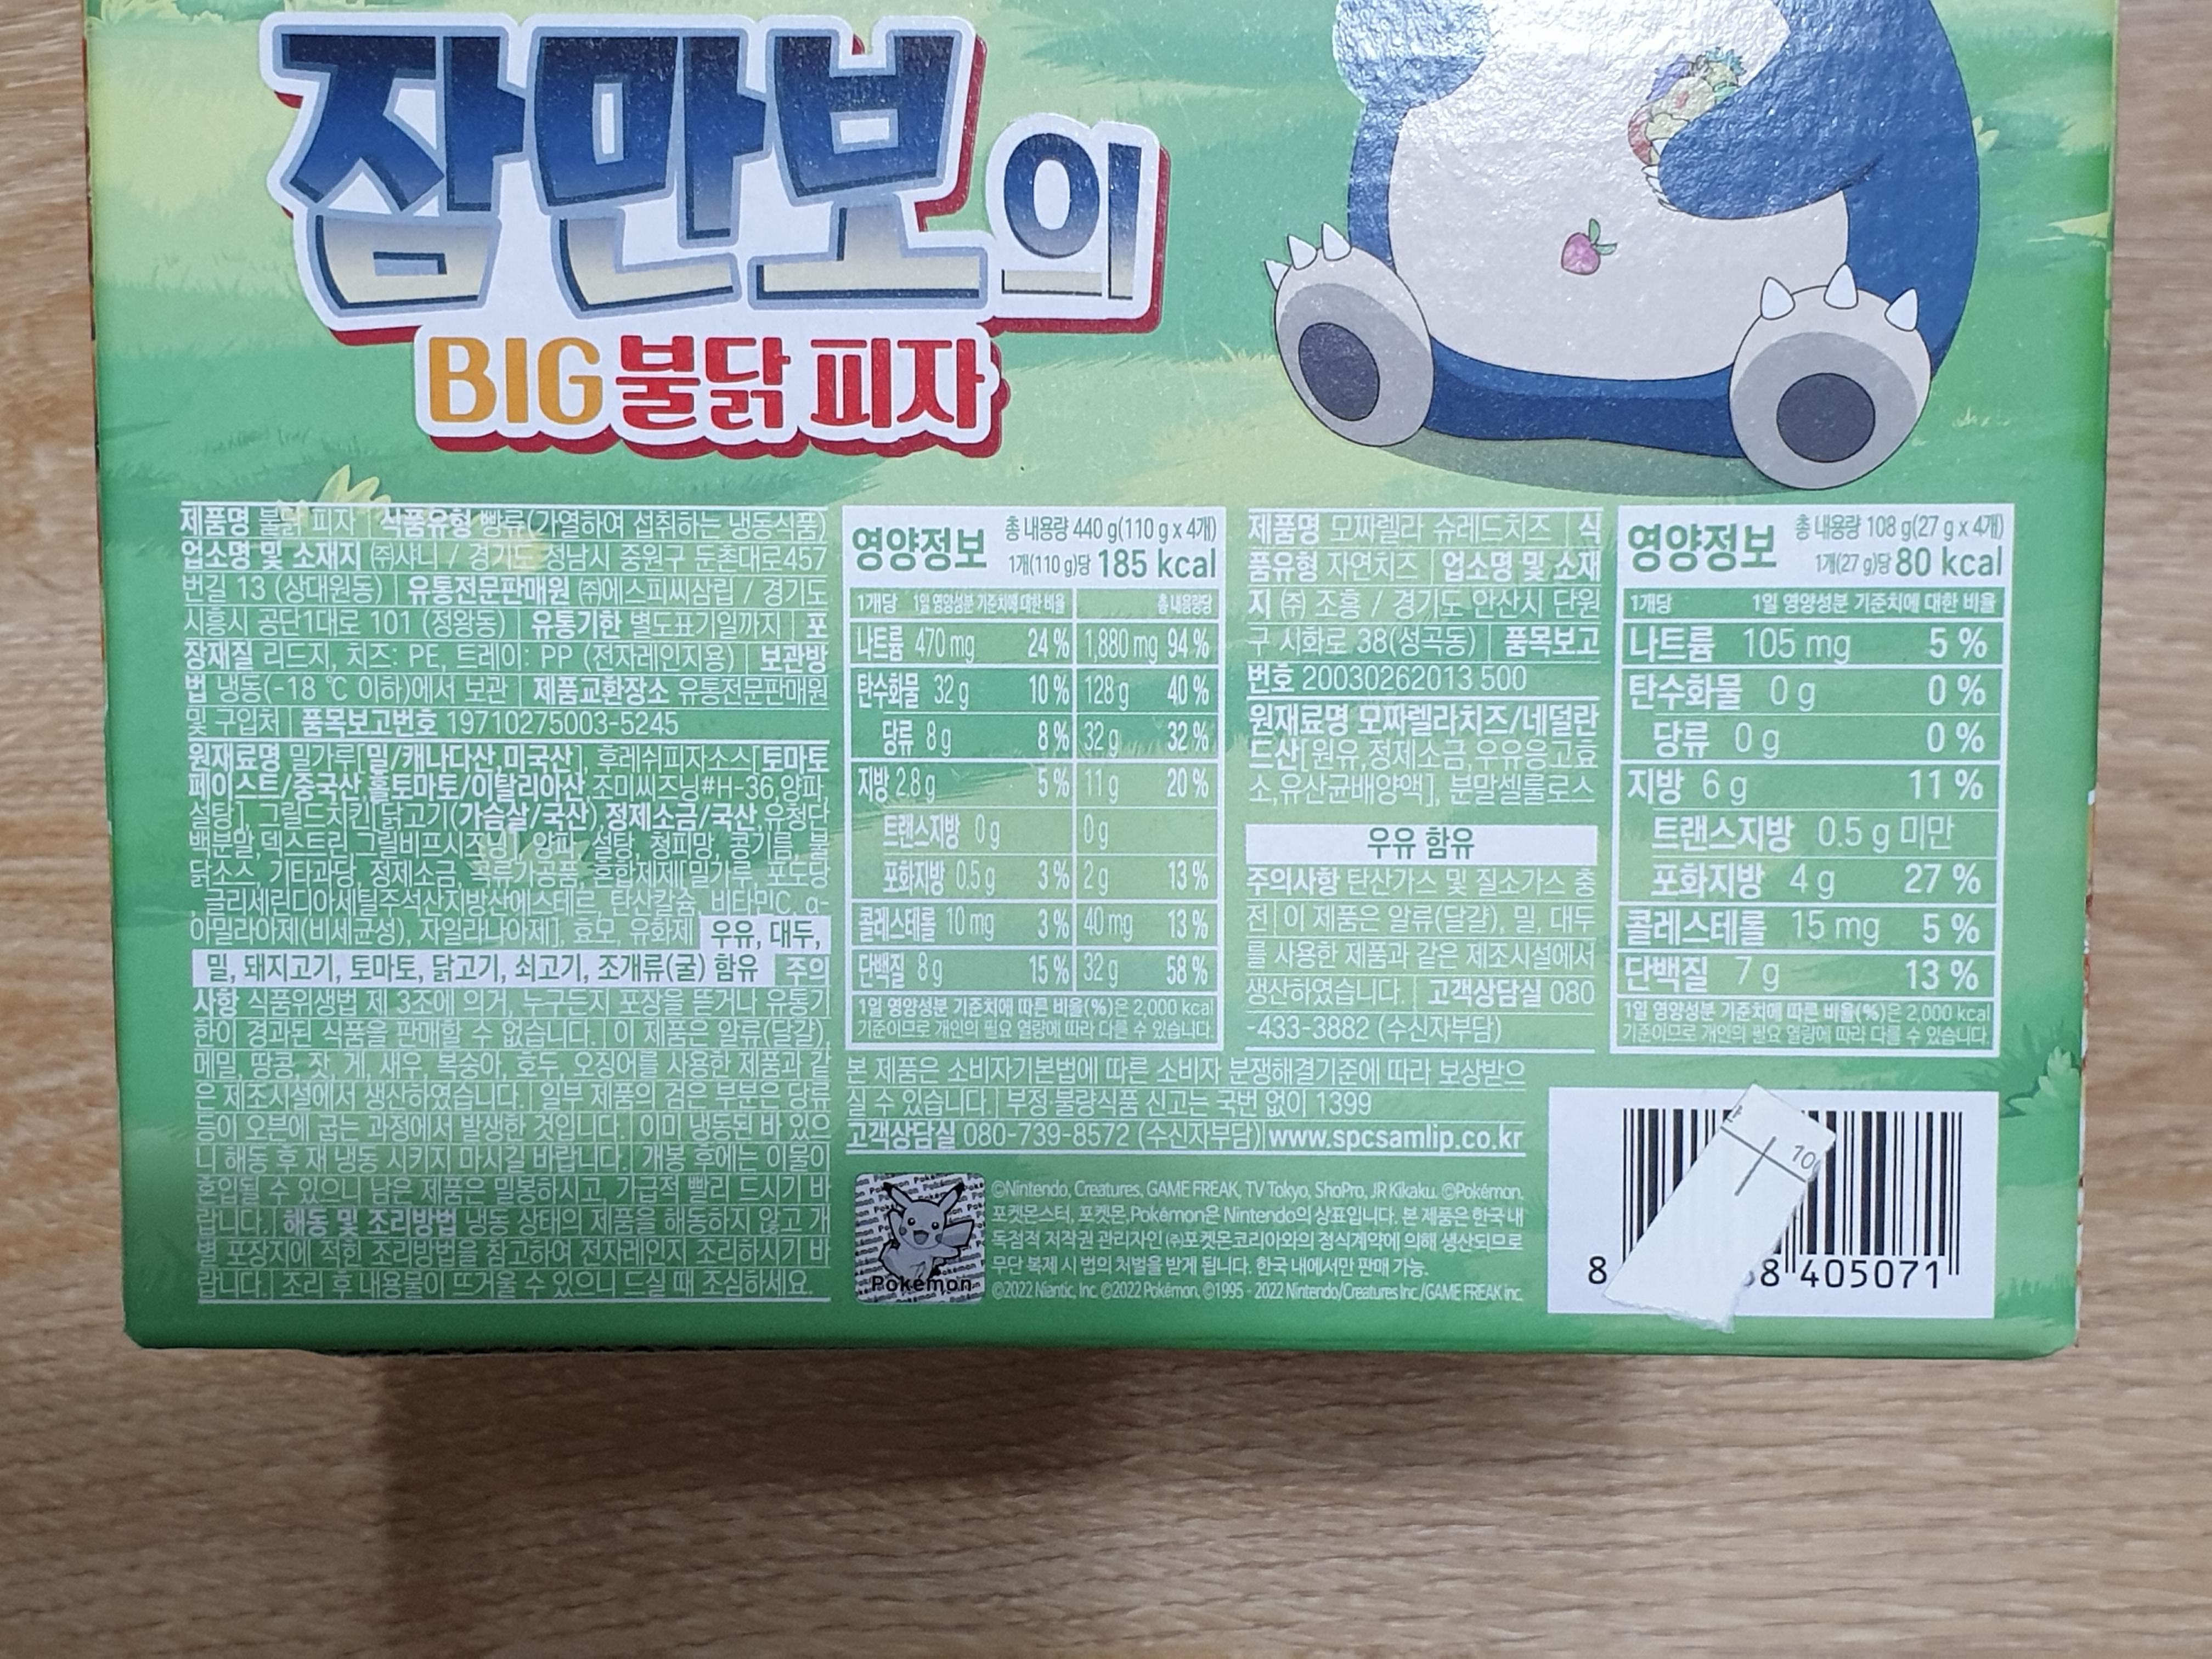 잠만보의
BIG 불닭 피자
제품명 불닭 피자 | 식품유형 빵류(가열하여 섭취하는 냉동식품)
업소명 및 소재지 ㈜샤니 / 경기도 성남시 중원구 둔촌대로457
번길 13 (상대원동) | 유통전문판매원 ㈜에스피씨삼립 / 경기도
시흥시 공단1대로 101 (정왕동) | 유통기한 별도표기일까지 | 포
장재질 리드지, 치즈: PE, 트레이: PP (전자레인지용) | 보관방
법 냉동(-18 ℃ 이하)에서 보관 | 제품교환장소 유통전문판매원
및 구입처 | 품목보고번호 19710275003-5245
원재료명 밀가루[밀/캐나다산,미국산], 후레쉬피자소스[토마토
페이스트/중국산,홀토마토/이탈리아산,조미씨즈닝#H-36,양파,
설탕], 그릴드치킨[닭고기(가슴살/국산),정제소금/국산,유청단
백분말,덱스트린,그릴비프시즈닝], 양파, 설탕, 청피망, 콩기름, 불
닭소스, 기타과당, 정제소금, 곡류가공품, 혼합제제[밀가루, 포도당
, 글리세린디아세틸주석산지방산에스테르, 탄산칼슘, 비타민C, α-
아밀라아제(비세균성), 자일라나아제], 효모, 유화제 우유, 대두,
밀, 돼지고기, 토마토, 닭고기, 쇠고기, 조개류(굴) 함유 주의
사항 식품위생법 제 3조에 의거, 누구든지 포장을 뜯거나 유통기
한이 경과된 식품을 판매할 수 없습니다. | 이 제품은 알류(달걀),
메밀, 땅콩, 잣, 게, 새우, 복숭아, 호두, 오징어를 사용한 제품과 같
은 제조시설에서 생산하였습니다. | 일부 제품의 검은 부분은 당류
등이 오븐에 굽는 과정에서 발생한 것입니다. | 이미 냉동된 바 있으
니 해동 후 재 냉동 시키지 마시길 바랍니다. | 개봉 후에는 이물이
혼입될 수 있으니 남은 제품은 밀봉하시고, 가급적 빨리 드시기 바
랍니다. | 해동 및 조리방법 냉동 상태의 제품을 해동하지 않고 개
별 포장지에 적힌 조리방법을 참고하여 전자레인지 조리하시기 바
랍니다. | 조리 후 내용물이 뜨거울 수 있으니 드실 때 조심하세요.
영양정보 총 내용량 440 g(110 g x 4개)
1개(110 g)당 185 kcal
1개당 1일 영양성분 기준치에 대한 비율 총 내용량당
나트륨 470 mg 24 % 1,880 mg 94 %
탄수화물 32 g 10 % 128 g 40 %
당류 8 g 8 % 32 g 32 %
지방 2.8 g 5 % 11 g 20 %
트랜스지방 0 g 0 g
포화지방 0.5 g 3 % 2 g 13 %
콜레스테롤 10 mg 3 % 40 mg 13 %
단백질 8 g 15 % 32 g 58 %
1일 영양성분 기준치에 따른 비율(%)은 2,000 kcal
기준이므로 개인의 필요 열량에 따라 다를 수 있습니다.
제품명 모짜렐라 슈레드치즈 | 식
품유형 자연치즈 | 업소명 및 소재
지 ㈜ 조흥 / 경기도 안산시 단원
구 시화로 38(성곡동) | 품목보고
번호 20030262013 500
원재료명 모짜렐라치즈/네덜란
드산[원유,정제소금,우유응고효
소,유산균배양액], 분말셀룰로스
우유 함유
주의사항 탄산가스 및 질소가스 충
전 | 이 제품은 알류(달걀), 밀, 대두
를 사용한 제품과 같은 제조시설에서
생산하였습니다. | 고객상담실 080
-433-3882 (수신자부담)
영양정보 총 내용량 108 g(27 g x 4개)
1개(27 g)당 80 kcal
1개당 1일 영양성분 기준치에 대한 비율
나트륨 105 mg 5 %
탄수화물 0 g 0 %
당류 0 g 0 %
지방 6 g 11 %
트랜스지방 0.5 g 미만
포화지방 4 g 27 %
콜레스테롤 15 mg 5 %
단백질 7 g 13 %
1일 영양성분 기준치에 따른 비율(%)은 2,000 kcal
기준이므로 개인의 필요 열량에 따라 다를 수 있습니다.
본 제품은 소비자기본법에 따른 소비자 분쟁해결기준에 따라 보상받으
실 수 있습니다. | 부정·불량식품 신고는 국번 없이 1399
고객상담실 080-739-8572 (수신자부담) | www.spcsamlip.co.kr
Pokémon
©Nintendo, Creatures, GAME FREAK, TV Tokyo, ShoPro, JR Kikaku. ©Pokémon.
포켓몬스터, 포켓몬,Pokémon은 Nintendo의 상표입니다. 본 제품은 한국 내
독점적 저작권 관리자인 ㈜포켓몬코리아와의 정식계약에 의해 생산되므로
무단 복제 시 법의 처벌을 받게 됩니다. 한국 내에서만 판매 가능.
©2022 Niantic, Inc. ©2022 Pokémon. ©1995 - 2022 Nintendo/Creatures Inc./GAME FREAK inc.
10
8 8 405071